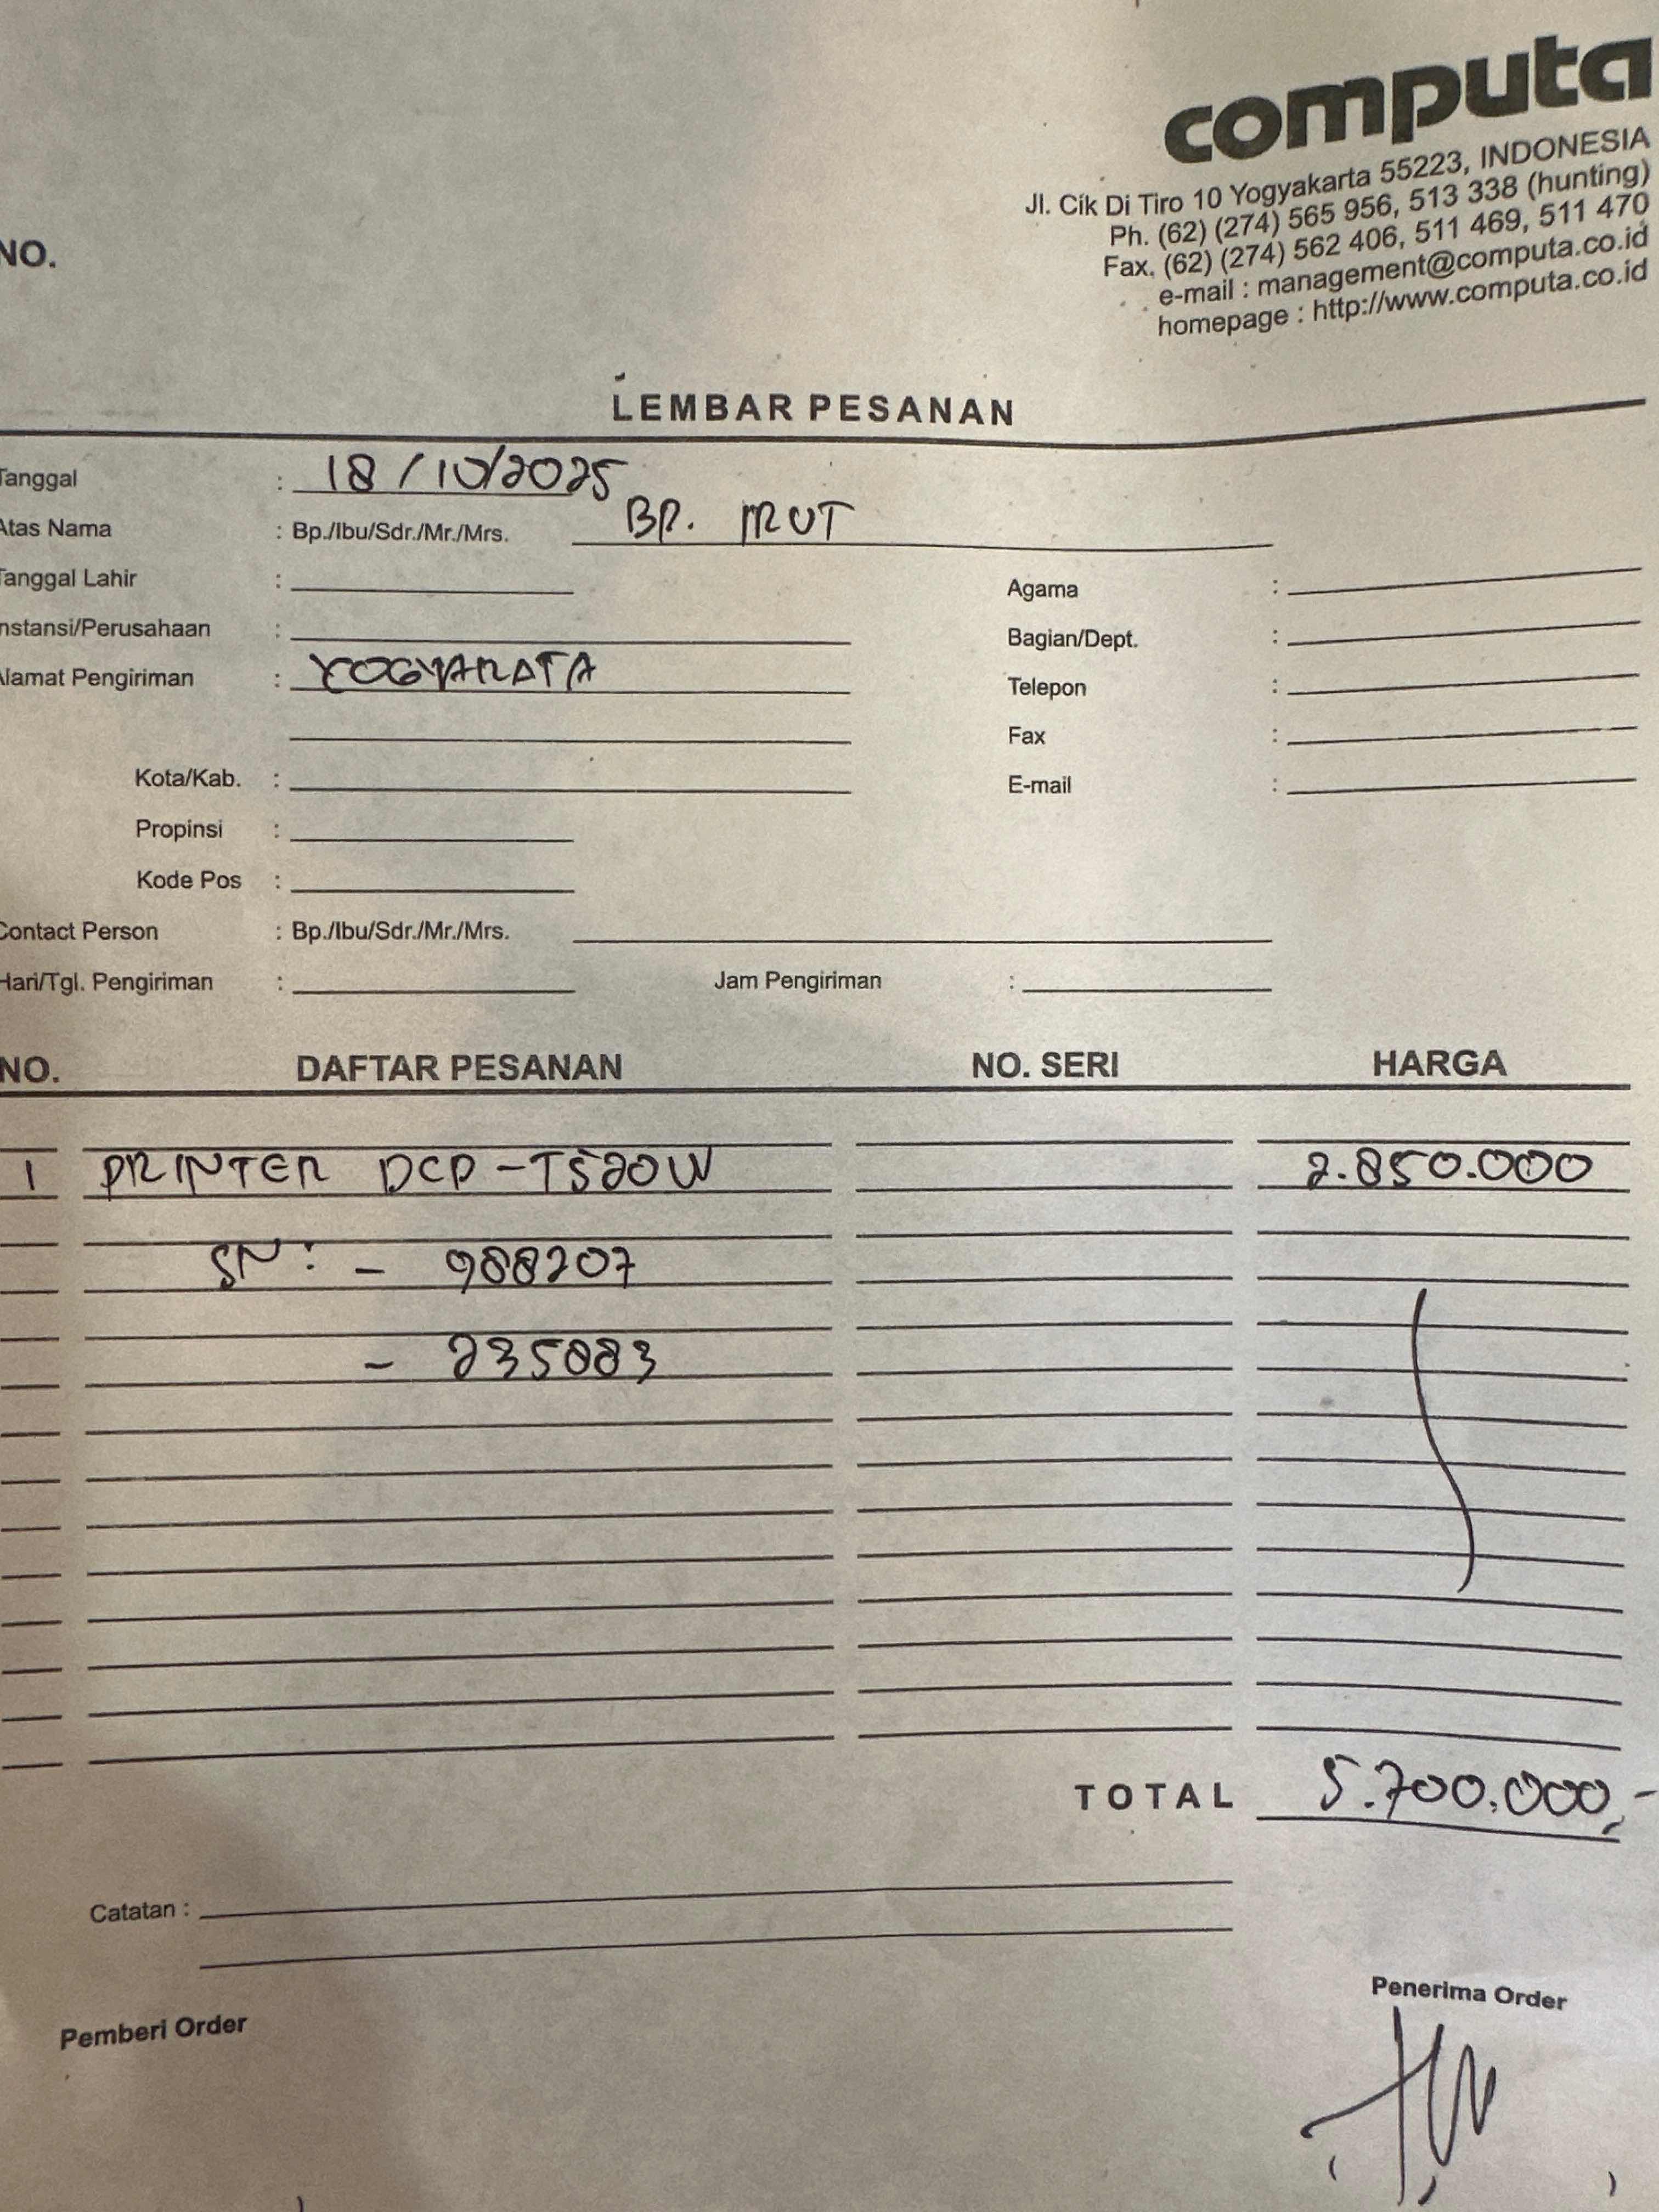 computa
Jl. Cik Di Tiro 10 Yogyakarta 55223, INDONESIA
Ph. (62) (274) 565 956, 513 338 (hunting)
Fax. (62) (274) 562 406, 511 469, 511 470
e-mail : management@computa.co.id
homepage : http://www.computa.co.id
NO.
LEMBAR PESANAN
Tanggal : 18/10/2025
Atas Nama : Bp./Ibu/Sdr./Mr./Mrs. BP.
Tanggal Lahir :
Agama :
Instansi/Perusahaan :
Bagian/Dept. :
Alamat Pengiriman : YOGYAKATA
Telepon :
Fax :
Kota/Kab. :
E-mail :
Propinsi :
Kode Pos :
Contact Person : Bp./Ibu/Sdr./Mr./Mrs.
Hari/Tgl. Pengiriman : Jam Pengiriman :
NO. DAFTAR PESANAN NO. SERI HARGA
1 PRINTER DCP-T520W 2.850.000
SN: - 988207
- 235883
TOTAL 5.700.000,-
Catatan :
Penerima Order
Pemberi Order